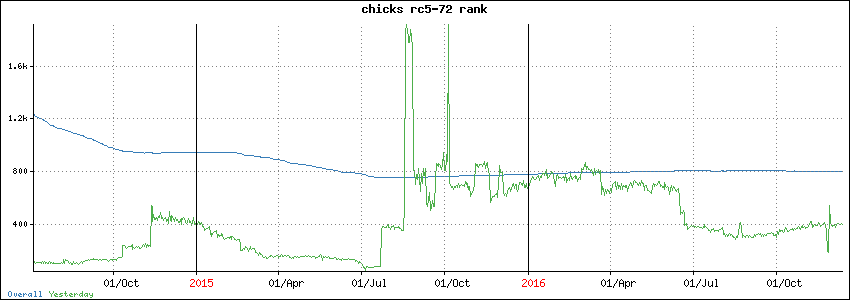 chicks rc5-72 rank
1.6k
1.2k
800
400
01/Oct 2015 01/Apr 01/Jul 01/Oct 2016 01/Apr 01/Jul 01/Oct
Overall Yesterday